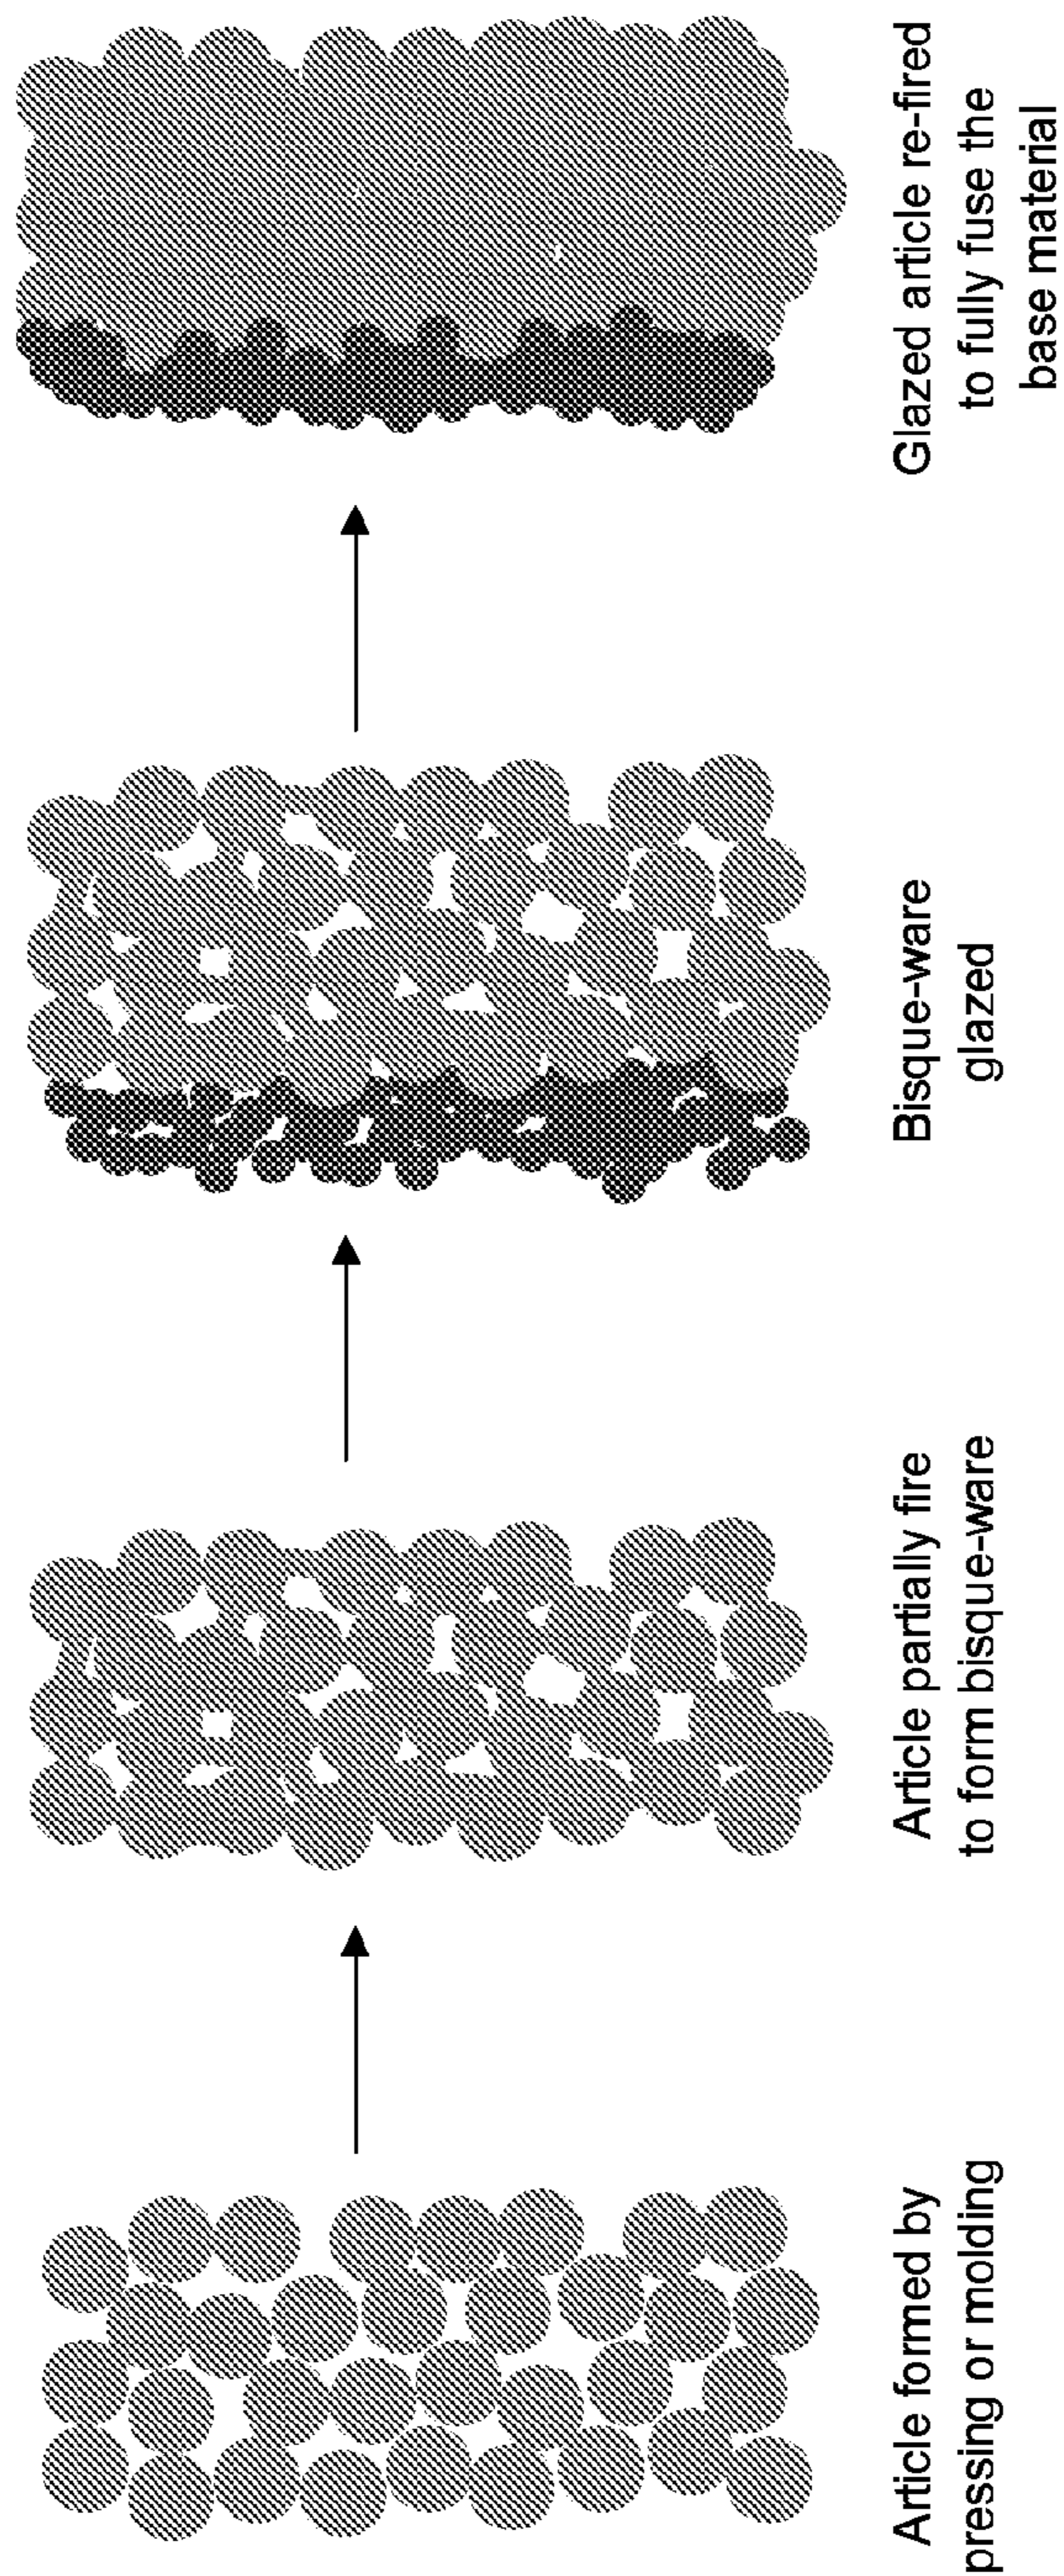 Article formed by
pressing or molding
Article partially fire
to form bisque-ware
Bisque-ware
glazed
Glazed article re-fired
to fully fuse the
base material